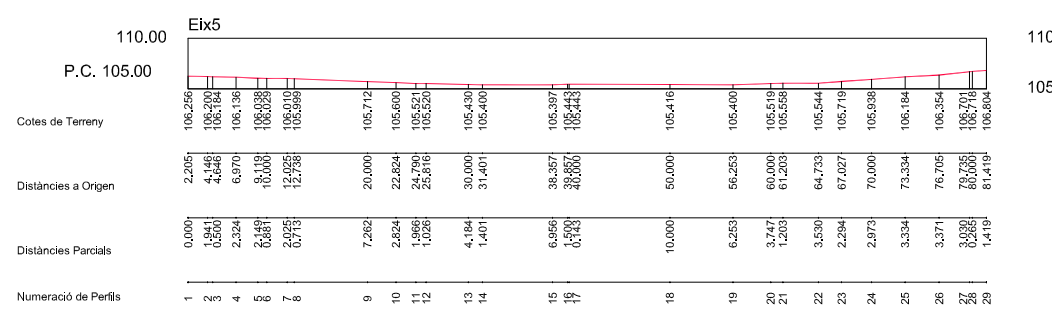 Eix5
110.00
110
P.C. 105.00
105
Cotes de Terreny 106.256 106.200 106.184 106.136 106.038 106.029 106.010 105.999 105.712 105.600 105.521 105.520 105.430 105.400 105.397 105.443 105.443 105.416 105.400 105.519 105.558 105.544 105.719 105.938 106.184 106.354 106.701 106.718 106.804
Distàncies a Origen 2.205 4.146 4.646 6.970 9.119 10.000 12.025 12.738 20.000 22.824 24.790 25.816 30.000 31.401 38.357 39.857 40.000 50.000 56.253 60.000 61.203 64.733 67.027 70.000 73.334 76.705 79.735 80.000 81.419
Distàncies Parcials 0.000 1.941 0.500 2.324 2.149 0.881 2.025 0.713 7.262 2.824 1.966 1.026 4.184 1.401 6.956 1.500 0.143 10.000 6.253 3.747 1.203 3.530 2.294 2.973 3.334 3.371 3.030 0.265 1.419
Numeració de Perfils 1 2 3 4 5 6 7 8 9 10 11 12 13 14 15 16 17 18 19 20 21 22 23 24 25 26 27 28 29